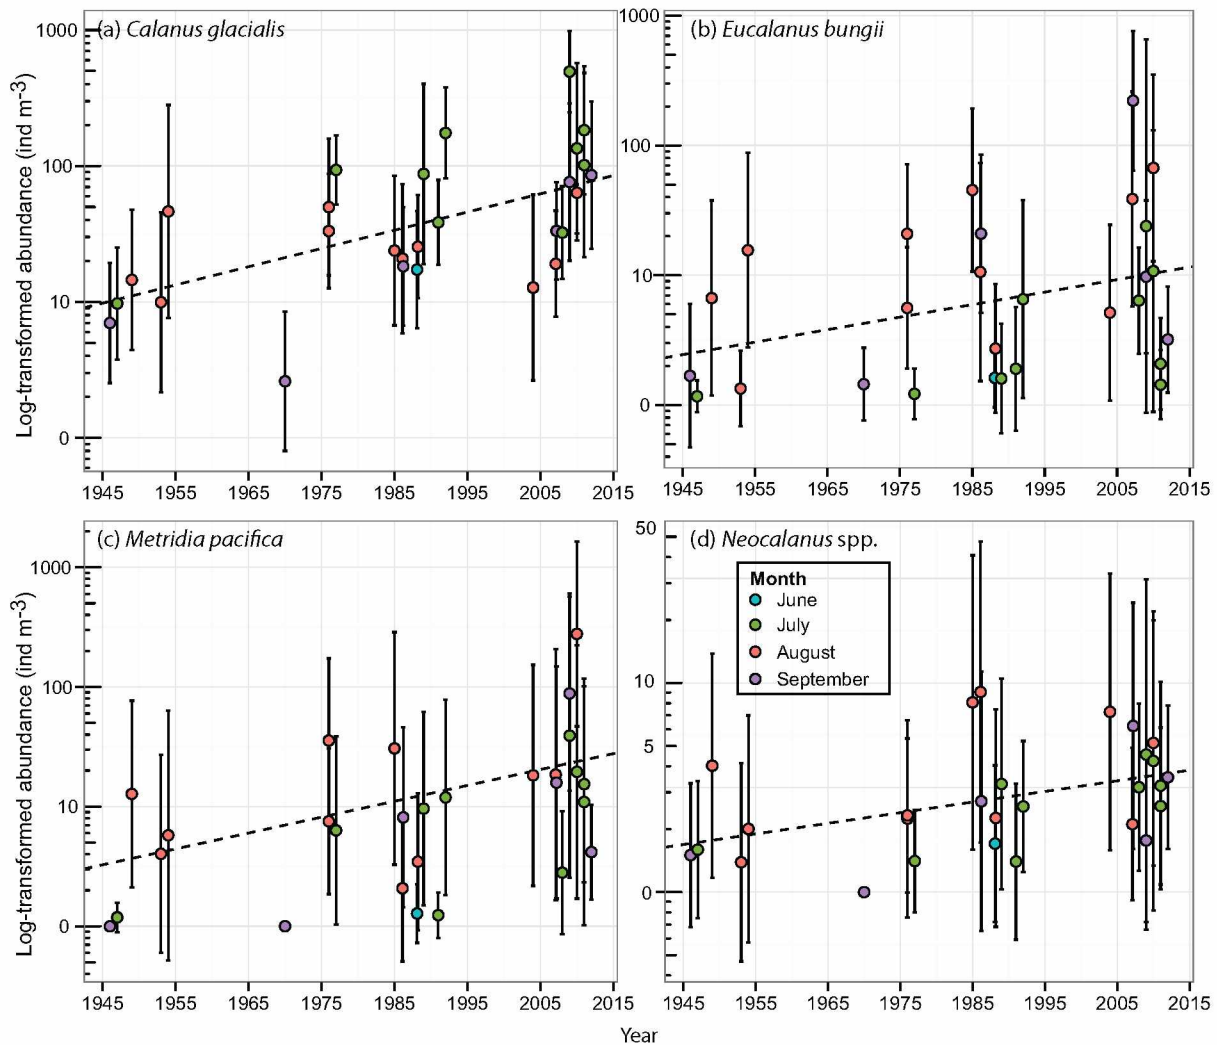 (a) Calanus glacialis
1000
100
10
0
Log-transformed abundance (ind m-3)
1945 1955 1965 1975 1985 1995 2005 2015
(b) Eucalanus bungii
1000
100
10
0
1945 1955 1965 1975 1985 1995 2005 2015
(c) Metridia pacifica
1000
100
10
0
Log-transformed abundance (ind m-3)
1945 1955 1965 1975 1985 1995 2005 2015
(d) Neocalanus spp.
50
10
5
0
Month
June
July
August
September
1945 1955 1965 1975 1985 1995 2005 2015
Year